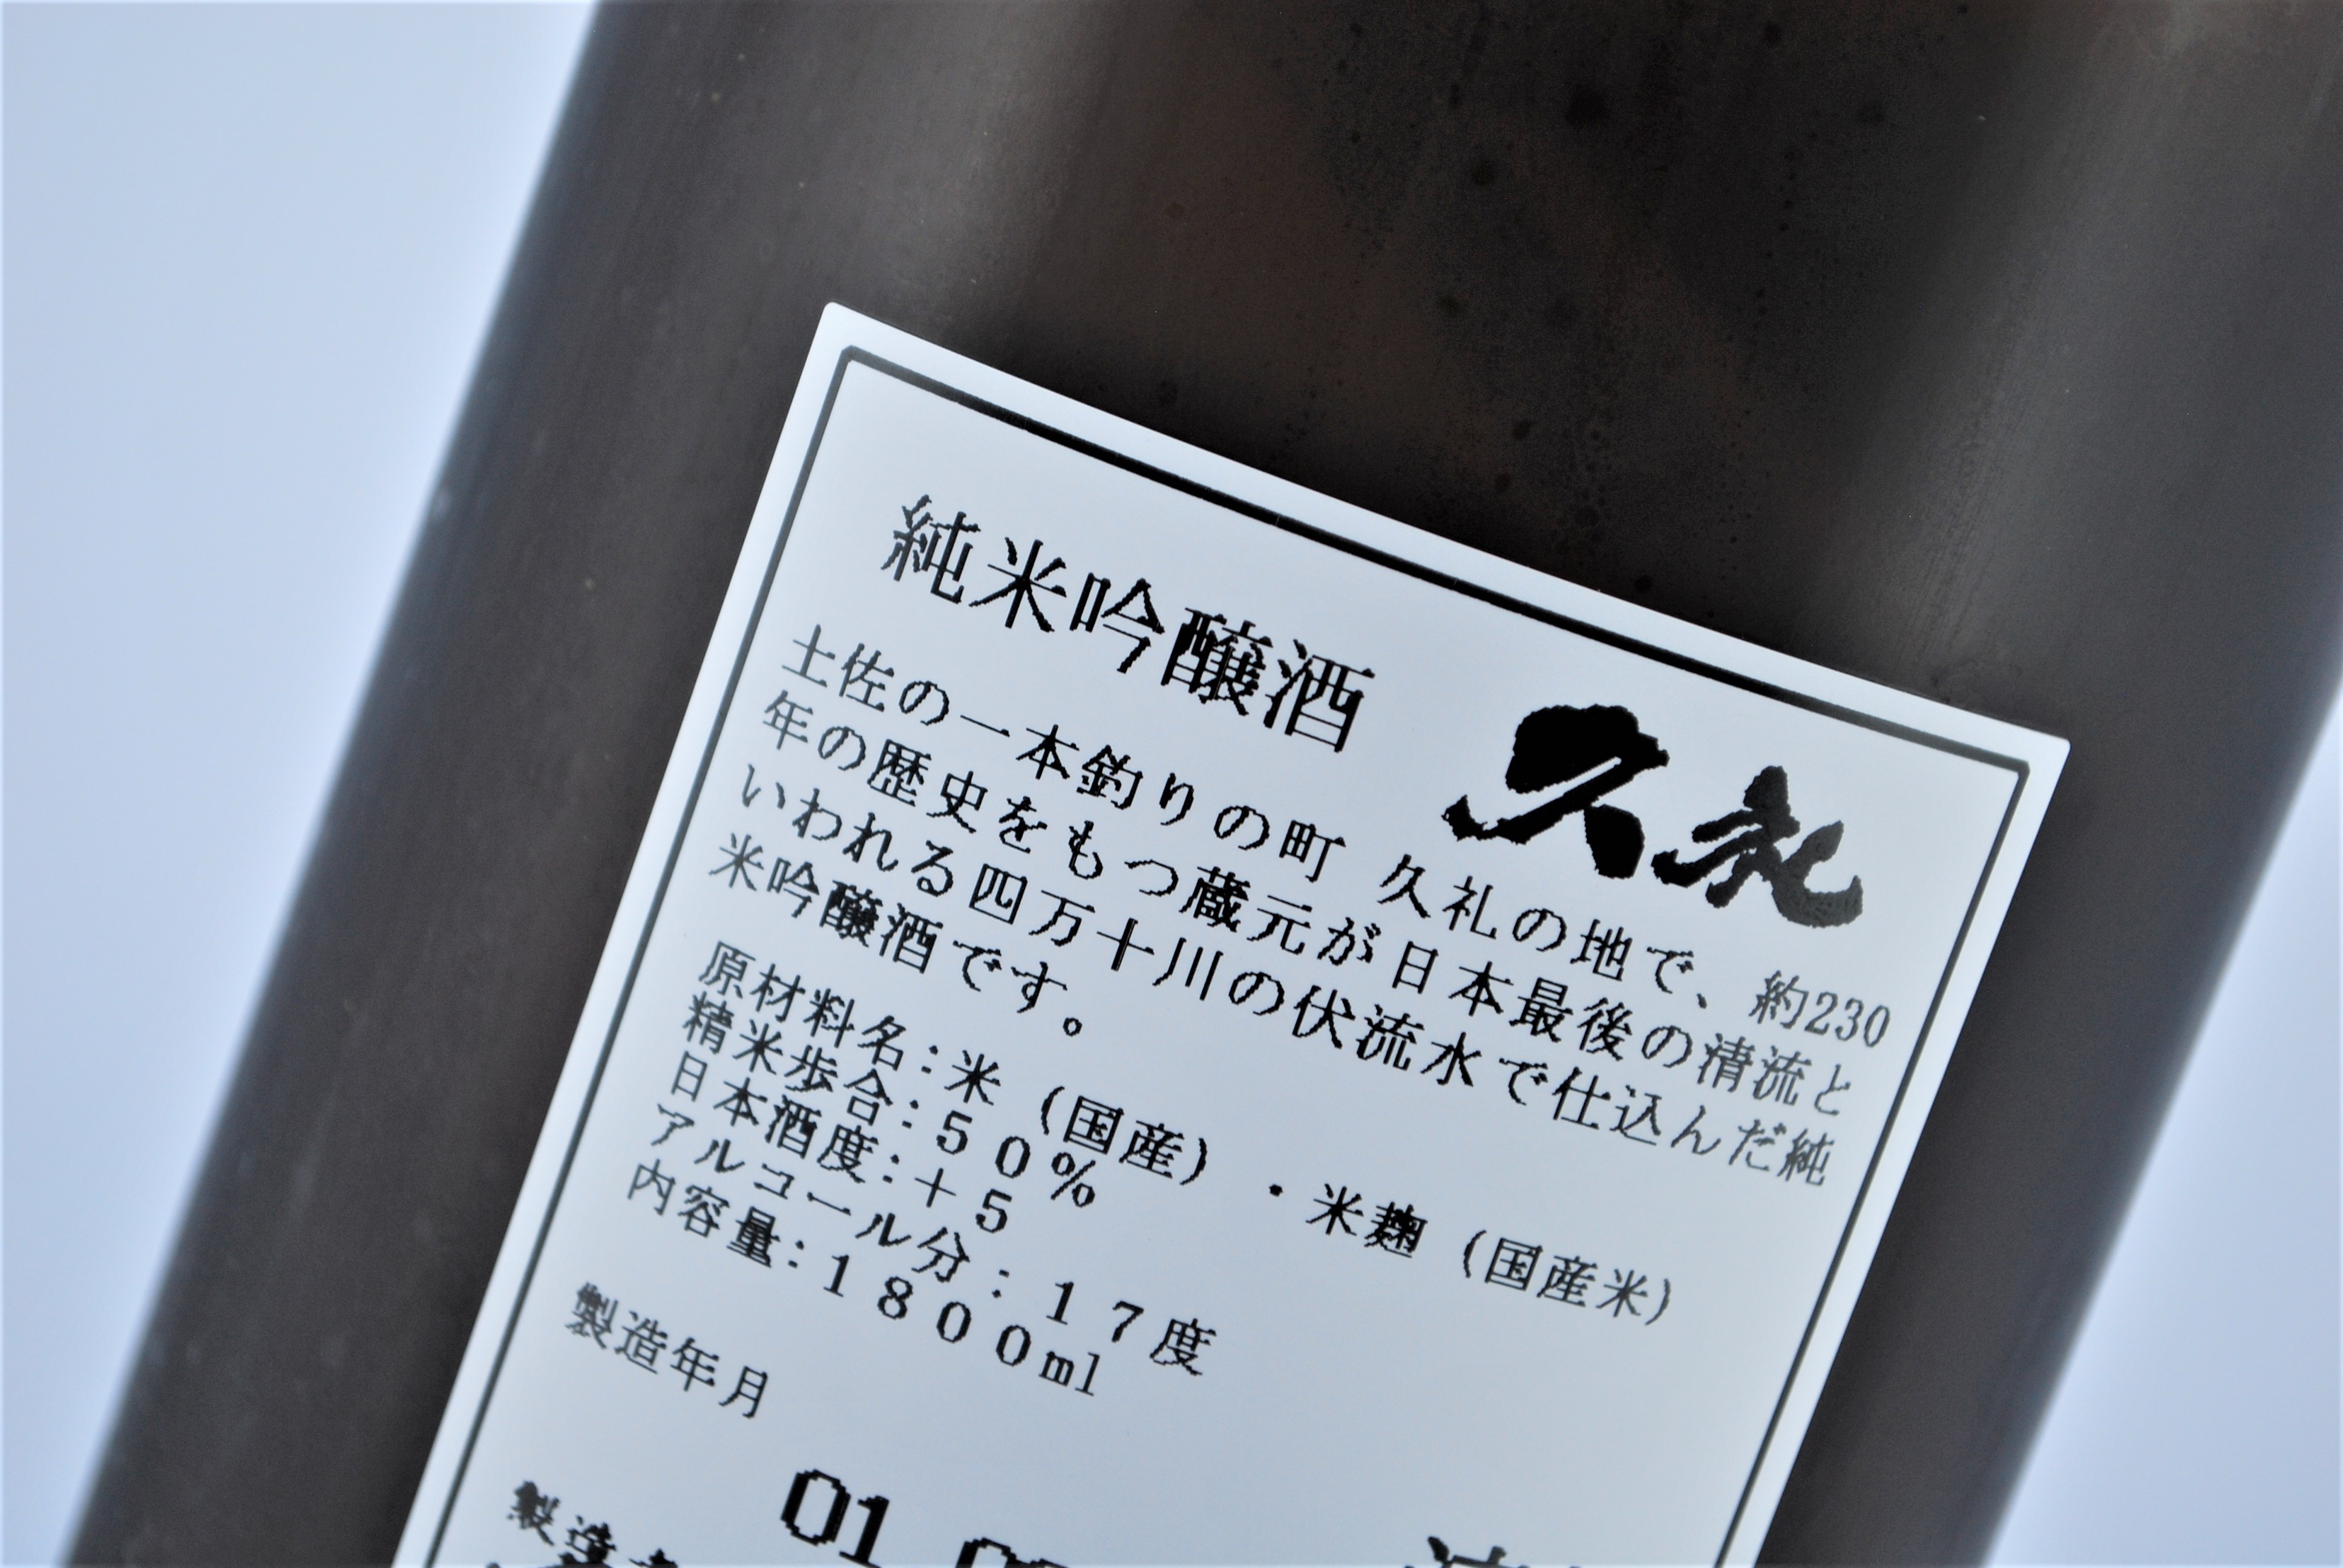 純米吟醸酒 久礼
土佐の一本釣りの町 久礼の地で、約230
年の歴史をもつ蔵元が日本最後の清流と
いわれる四万十川の伏流水で仕込んだ純
米吟醸酒です。
原材料名：米（国産）・米麹（国産米）
精米歩合：５０％
日本酒度：＋５
アルコール分：１７度
内容量：１８００ml
製造年月
01
製造